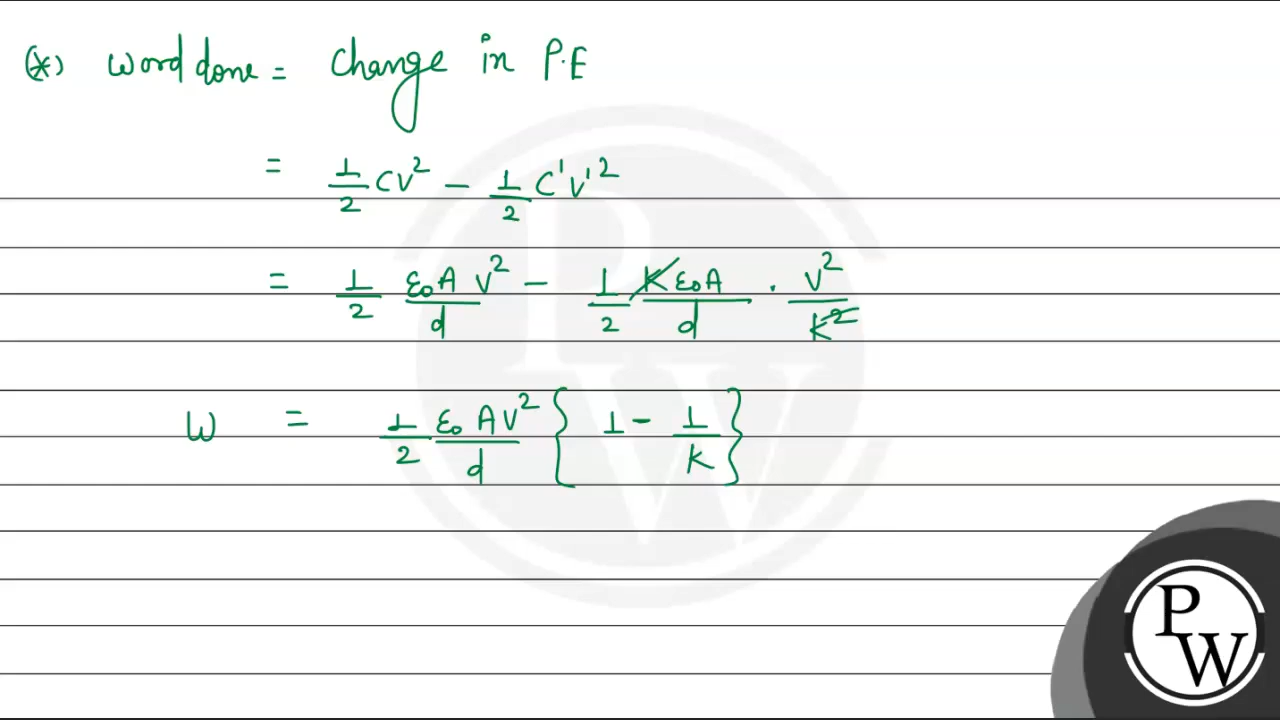 (*) word done = change in P.E
= 1/2 CV² - 1/2 C'V'²
= 1/2 ε₀A/d V² - 1/2 Kε₀A/d . V²/K²
W = 1/2 ε₀AV²/d { 1 - 1/K }
PW
PW